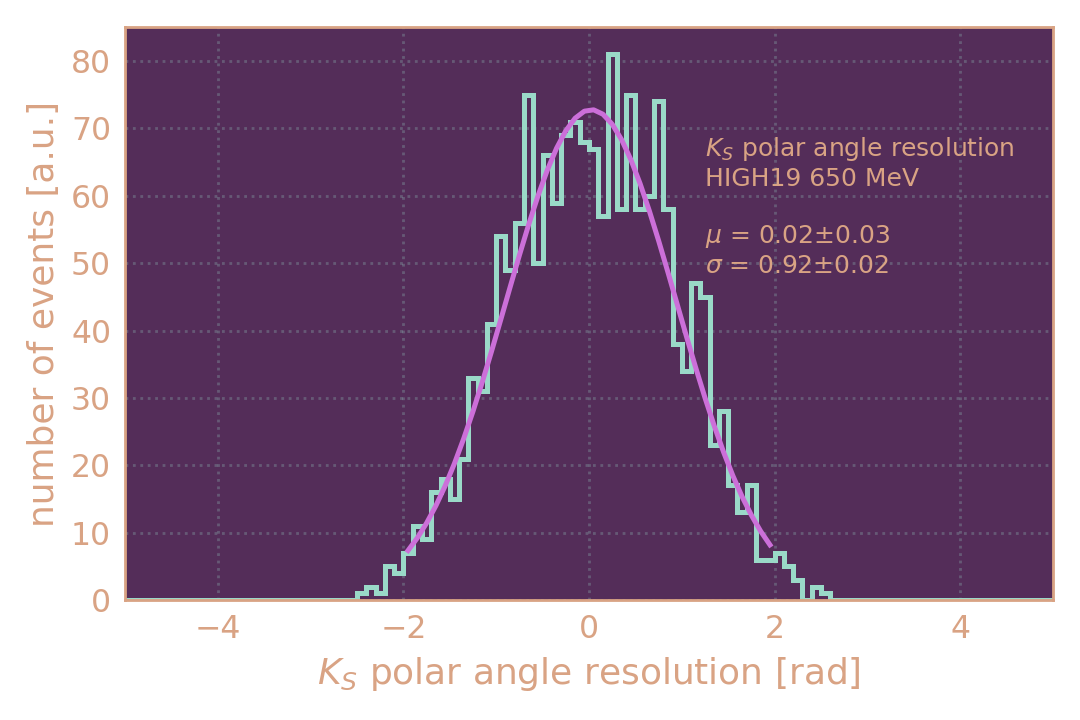 80
70
60
50
40
30
20
10
0
number of events [a.u.]
K_S polar angle resolution
HIGH19 650 MeV
μ = 0.02±0.03
σ = 0.92±0.02
−4 −2 0 2 4
K_S polar angle resolution [rad]